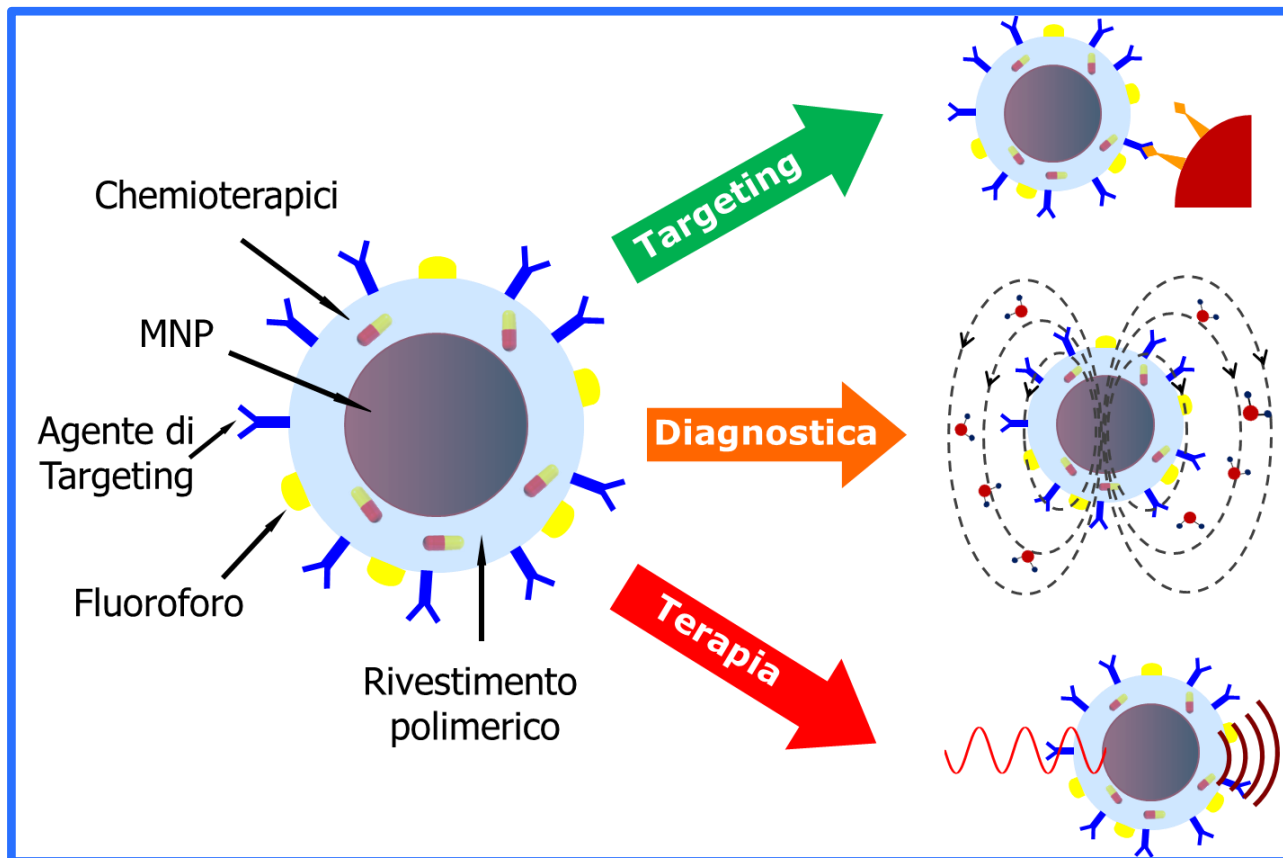 Chemioterapici
MNP
Agente di
Targeting
Fluoroforo
Rivestimento
polimerico
Targeting
Diagnostica
Terapia